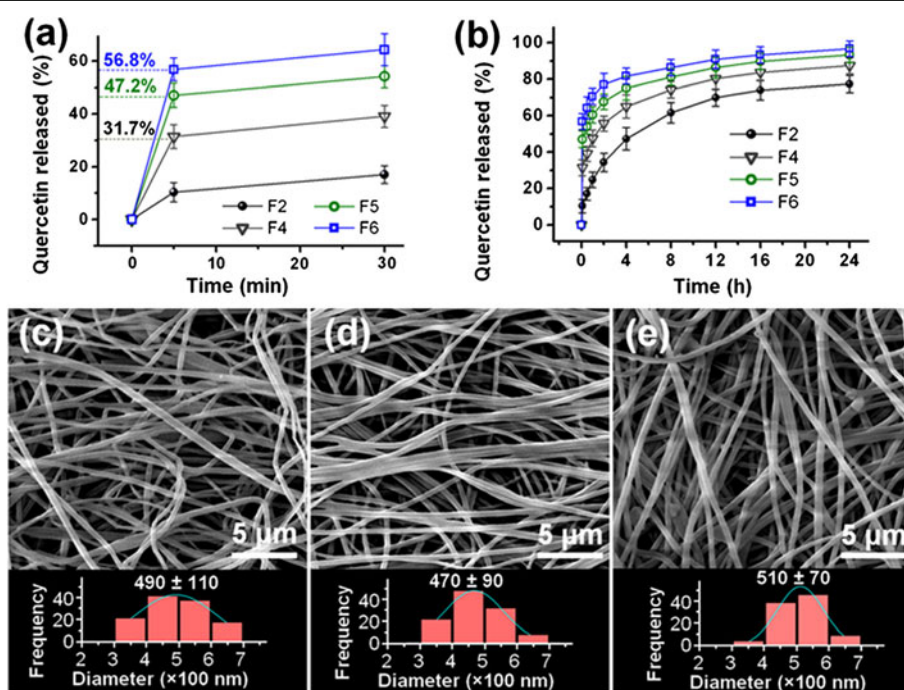 (a)
Quercetin released (%)
60
40
20
0
56.8%
47.2%
31.7%
F2
F5
F4
F6
0
10
20
30
Time (min)
(b)
Quercetin released (%)
100
80
60
40
20
0
F2
F4
F5
F6
0
4
8
12
16
20
24
Time (h)
(c)
5 µm
(d)
5 µm
(e)
5 µm
490 ± 110
Frequency
40
20
0
2 3 4 5 6 7
Diameter (×100 nm)
470 ± 90
Frequency
40
20
0
2 3 4 5 6 7
Diameter (×100 nm)
510 ± 70
Frequency
40
20
0
2 3 4 5 6 7
Diameter (×100 nm)